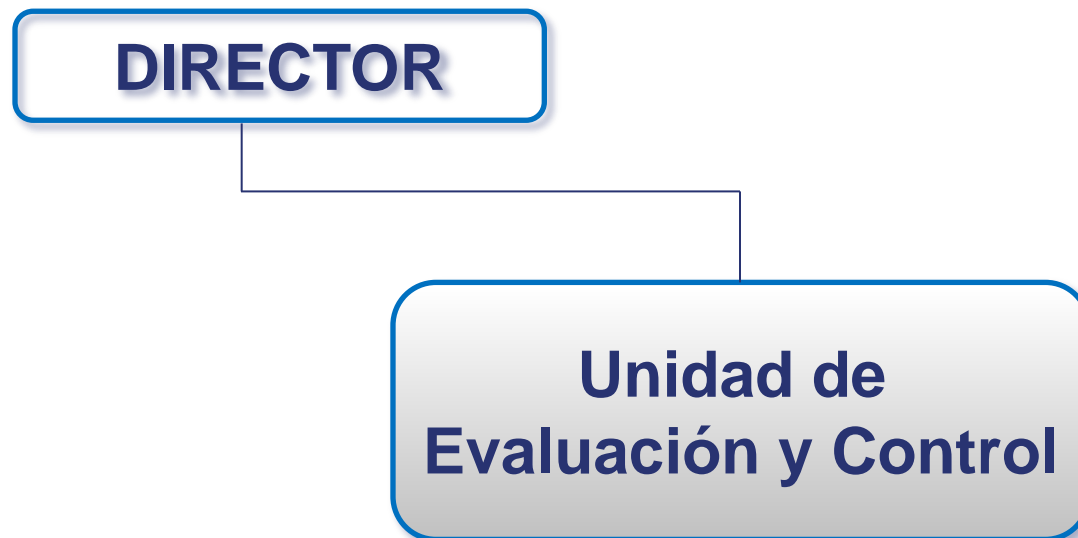 DIRECTOR
Unidad de
Evaluación y Control